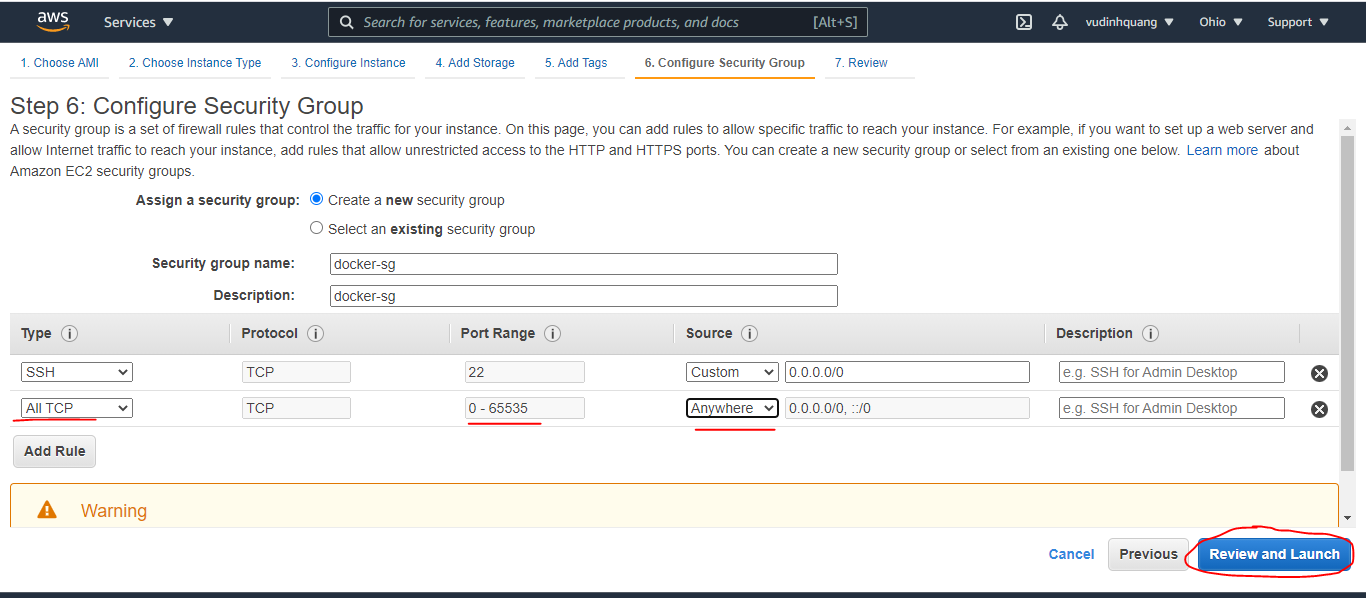 aws Services Search for services, features, marketplace products, and docs [Alt+S] vudinhquang Ohio Support
1. Choose AMI 2. Choose Instance Type 3. Configure Instance 4. Add Storage 5. Add Tags 6. Configure Security Group 7. Review
Step 6: Configure Security Group
A security group is a set of firewall rules that control the traffic for your instance. On this page, you can add rules to allow specific traffic to reach your instance. For example, if you want to set up a web server and
allow Internet traffic to reach your instance, add rules that allow unrestricted access to the HTTP and HTTPS ports. You can create a new security group or select from an existing one below. Learn more about
Amazon EC2 security groups.
Assign a security group: Create a new security group
Select an existing security group
Security group name: docker-sg
Description: docker-sg
Type i Protocol i Port Range i Source i Description i
SSH TCP 22 Custom 0.0.0.0/0 e.g. SSH for Admin Desktop
All TCP TCP 0 - 65535 Anywhere 0.0.0.0/0, ::/0 e.g. SSH for Admin Desktop
Add Rule
Warning
Cancel Previous Review and Launch